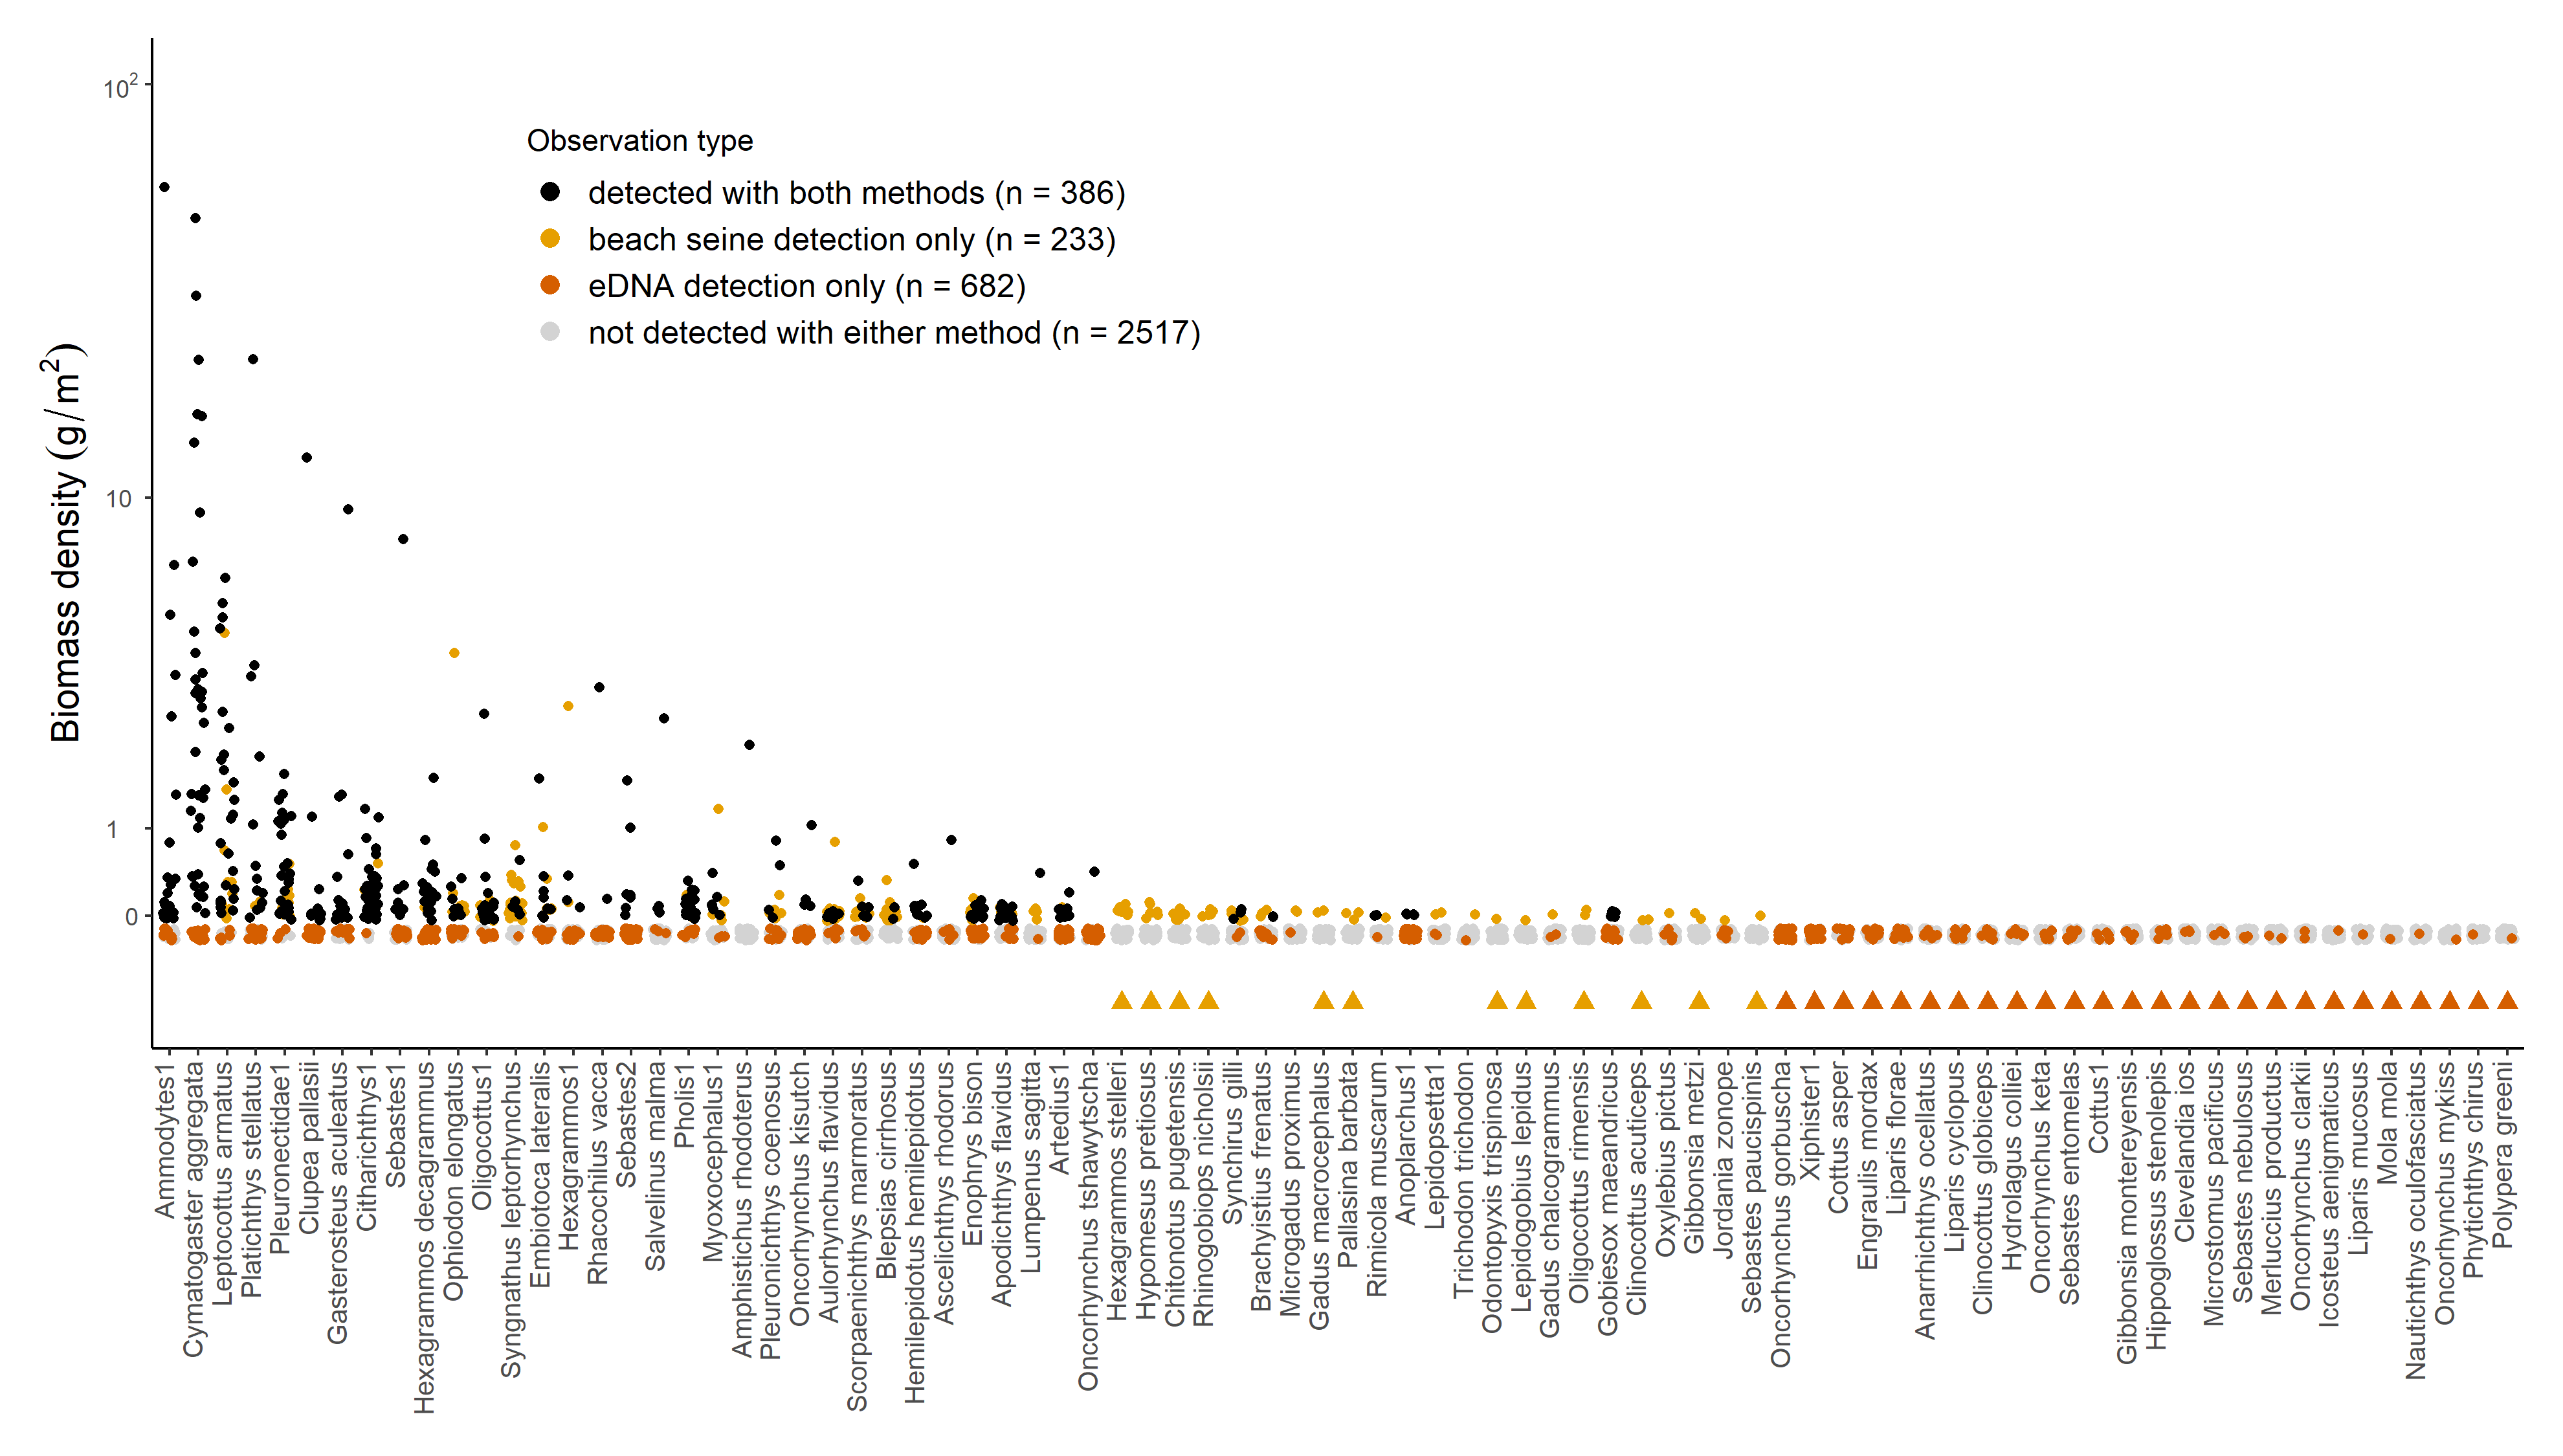 Observation type
detected with both methods (n = 386)
beach seine detection only (n = 233)
eDNA detection only (n = 682)
not detected with either method (n = 2517)
Biomass density (g/m²)
10²
10
1
0
Ammodytes1
Cymatogaster aggregata
Leptocottus armatus
Platichthys stellatus
Pleuronectidae1
Clupea pallasii
Gasterosteus aculeatus
Citharichthys1
Sebastes1
Hexagrammos decagrammus
Ophiodon elongatus
Oligocottus1
Syngnathus leptorhynchus
Embiotoca lateralis
Hexagrammos1
Rhacochilus vacca
Sebastes2
Salvelinus malma
Pholis1
Myoxocephalus1
Amphistichus rhodoterus
Pleuronichthys coenosus
Oncorhynchus kisutch
Aulorhynchus flavidus
Scorpaenichthys marmoratus
Blepsias cirrhosus
Hemilepidotus hemilepidotus
Ascelichthys rhodorus
Enophrys bison
Apodichthys flavidus
Lumpenus sagitta
Artedius1
Oncorhynchus tshawytscha
Hexagrammos stelleri
Hypomesus pretiosus
Chitonotus pugetensis
Rhinogobiops nicholsii
Synchirus gilli
Brachyistius frenatus
Microgadus proximus
Gadus macrocephalus
Pallasina barbata
Rimicola muscarum
Anoplarchus1
Lepidopsetta1
Trichodon trichodon
Odontopyxis trispinosa
Lepidogobius lepidus
Gadus chalcogrammus
Oligocottus rimensis
Gobiesox maeandricus
Clinocottus acuticeps
Oxylebius pictus
Gibbonsia metzi
Jordania zonope
Sebastes paucispinis
Oncorhynchus gorbuscha
Xiphister1
Cottus asper
Engraulis mordax
Liparis florae
Anarrhichthys ocellatus
Liparis cyclopus
Clinocottus globiceps
Hydrolagus colliei
Oncorhynchus keta
Sebastes entomelas
Cottus1
Gibbonsia montereyensis
Hippoglossus stenolepis
Clevelandia ios
Microstomus pacificus
Sebastes nebulosus
Merluccius productus
Oncorhynchus clarkii
Icosteus aenigmaticus
Liparis mucosus
Mola mola
Nautichthys oculofasciatus
Oncorhynchus mykiss
Phytichthys chirus
Polypera greeni